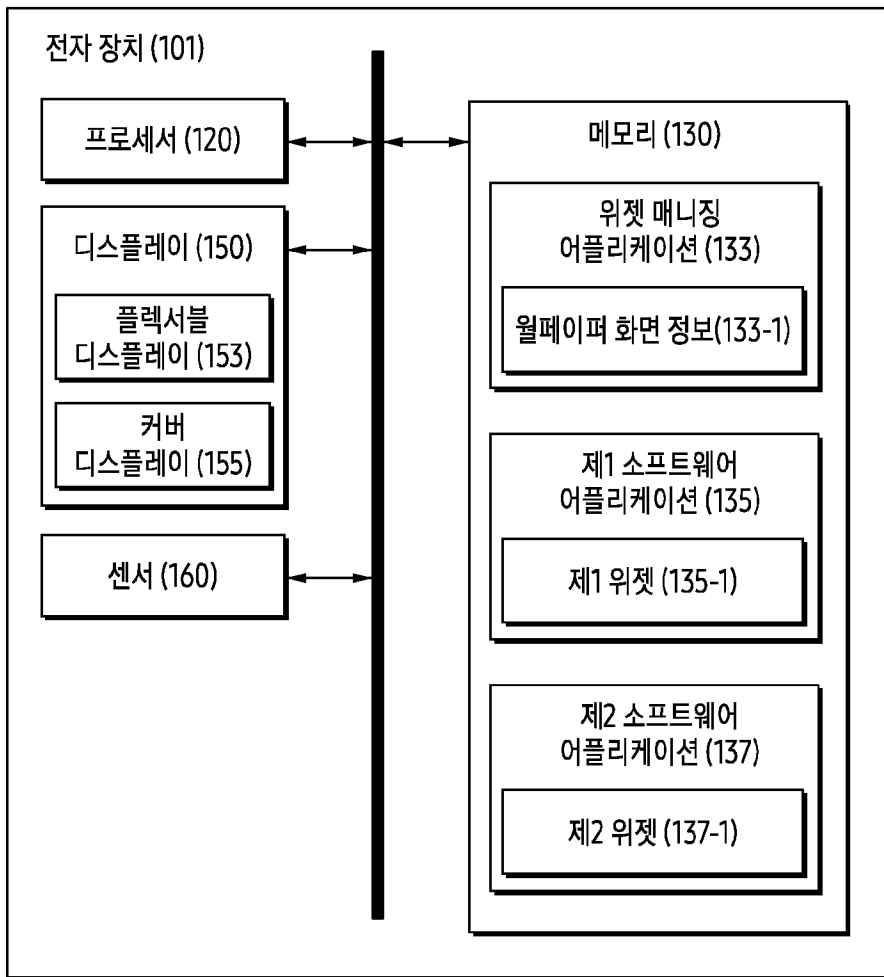 전자 장치 (101)
프로세서 (120)
디스플레이 (150)
플렉서블
디스플레이 (153)
커버
디스플레이 (155)
센서 (160)
메모리 (130)
위젯 매니징
어플리케이션 (133)
월페이퍼 화면 정보(133-1)
제1 소프트웨어
어플리케이션 (135)
제1 위젯 (135-1)
제2 소프트웨어
어플리케이션 (137)
제2 위젯 (137-1)